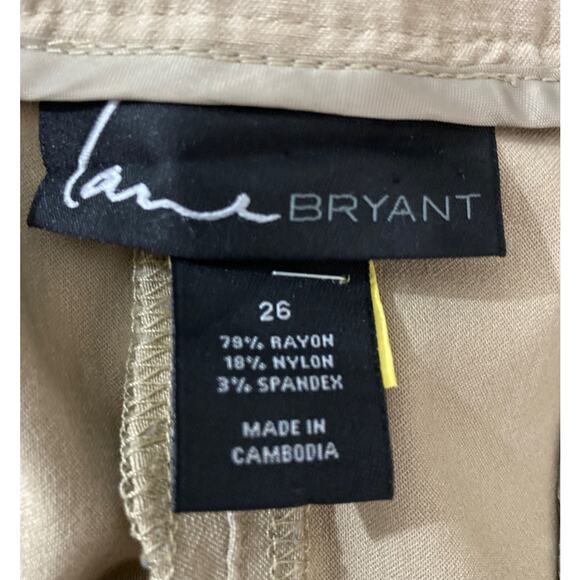 Lane BRYANT
26
79% RAYON
18% NYLON
3% SPANDEX
MADE IN
CAMBODIA